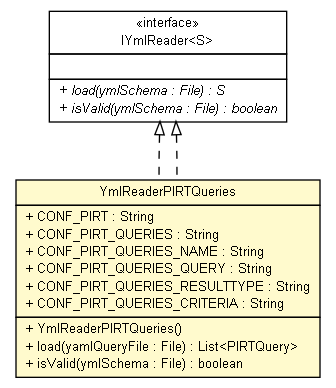 «interface»
IYmlReader<S>
+ load(ymlSchema : File) : S
+ isValid(ymlSchema : File) : boolean
YmlReaderPIRTQueries
+ CONF_PIRT : String
+ CONF_PIRT_QUERIES : String
+ CONF_PIRT_QUERIES_NAME : String
+ CONF_PIRT_QUERIES_QUERY : String
+ CONF_PIRT_QUERIES_RESULTTYPE : String
+ CONF_PIRT_QUERIES_CRITERIA : String
+ YmlReaderPIRTQueries()
+ load(yamlQueryFile : File) : List<PIRTQuery>
+ isValid(ymlSchema : File) : boolean